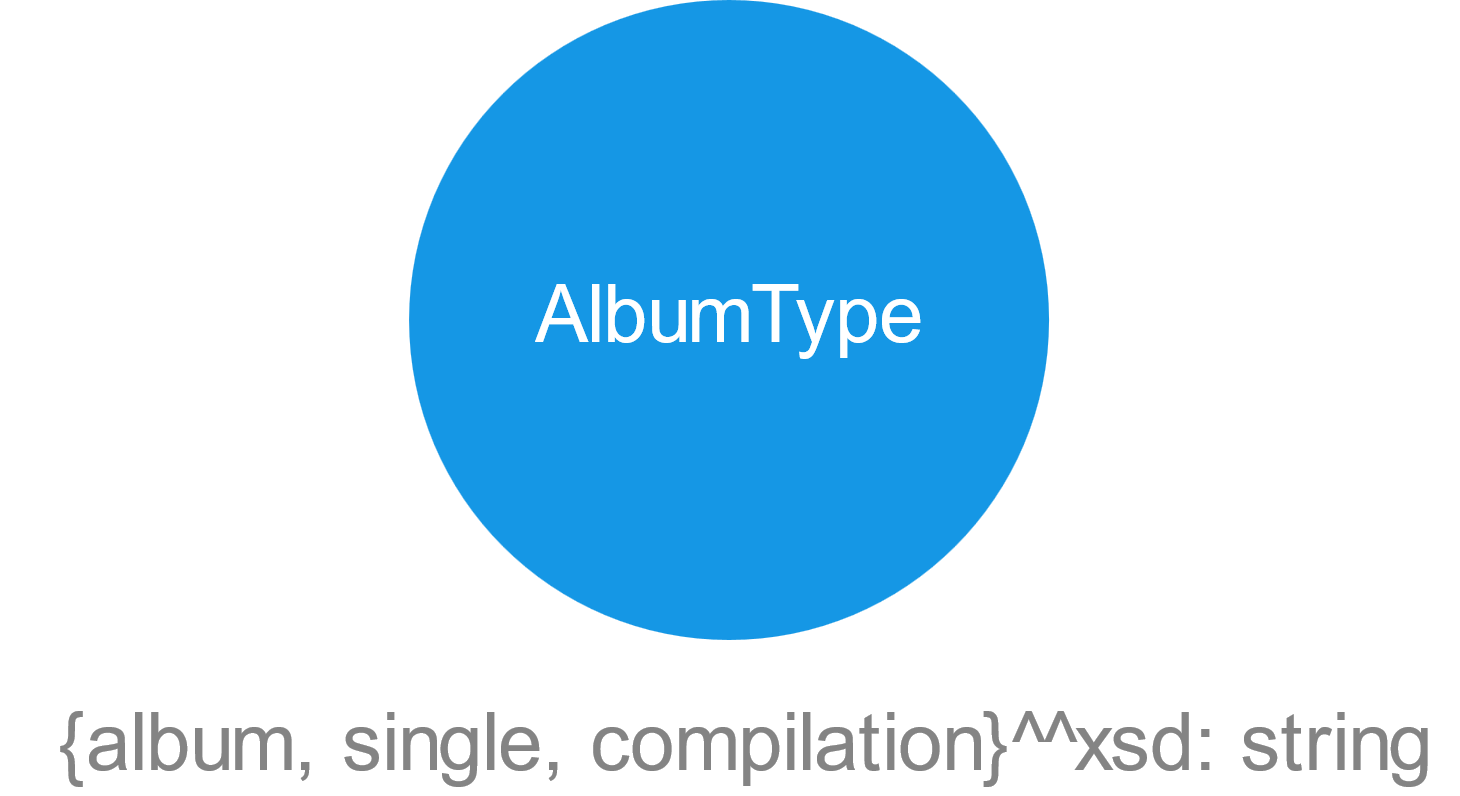 AlbumType
{album, single, compilation}^^xsd: string